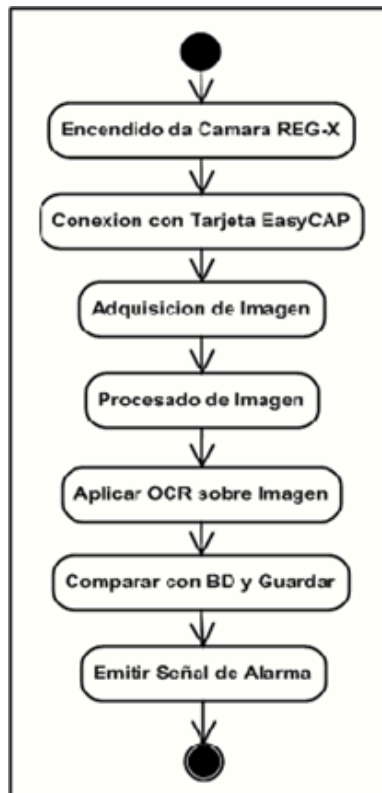 Encendido da Camara REG-X
Conexion con Tarjeta EasyCAP
Adquisicion de Imagen
Procesado de Imagen
Aplicar OCR sobre Imagen
Comparar con BD y Guardar
Emitir Señal de Alarma